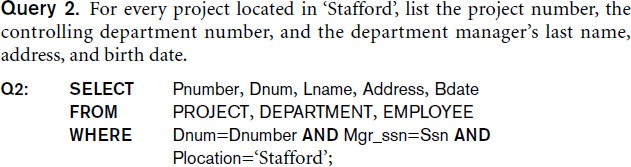 Query 2. For every project located in ‘Stafford’, list the project number, the
controlling department number, and the department manager’s last name,
address, and birth date.
Q2: SELECT Pnumber, Dnum, Lname, Address, Bdate
FROM PROJECT, DEPARTMENT, EMPLOYEE
WHERE Dnum=Dnumber AND Mgr_ssn=Ssn AND
Plocation=‘Stafford’;